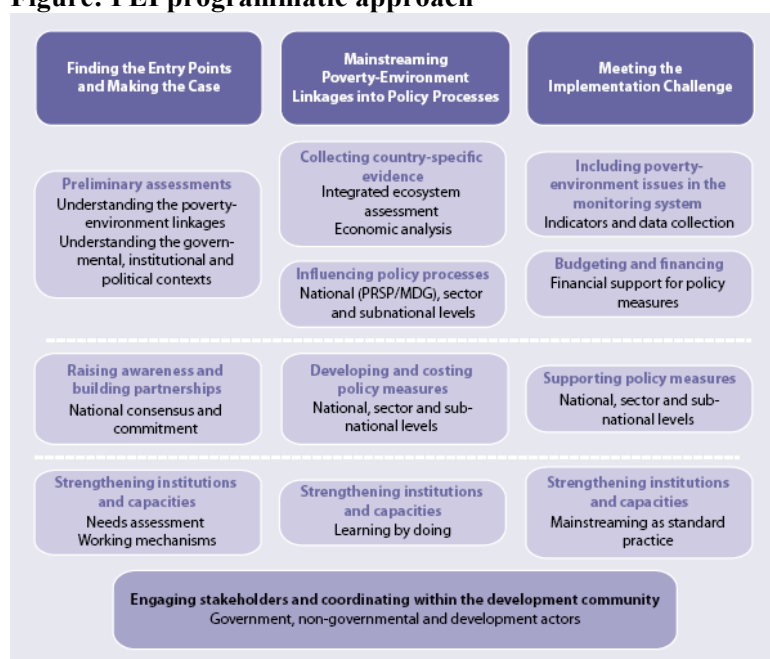 Figure: PEI programmatic approach
Finding the Entry Points
and Making the Case
Mainstreaming
Poverty-Environment
Linkages into Policy Processes
Meeting the
Implementation Challenge
Preliminary assessments
Understanding the poverty-
environment linkages
Understanding the govern-
mental, institutional and
political contexts
Collecting country-specific
evidence
Integrated ecosystem
assessment
Economic analysis
Influencing policy processes
National (PRSP/MDG), sector
and subnational levels
Including poverty-
environment issues in the
monitoring system
Indicators and data collection
Budgeting and financing
Financial support for policy
measures
Raising awareness and
building partnerships
National consensus and
commitment
Developing and costing
policy measures
National, sector and sub-
national levels
Supporting policy measures
National, sector and sub-
national levels
Strengthening institutions
and capacities
Needs assessment
Working mechanisms
Strengthening institutions
and capacities
Learning by doing
Strengthening institutions
and capacities
Mainstreaming as standard
practice
Engaging stakeholders and coordinating within the development community
Government, non-governmental and development actors